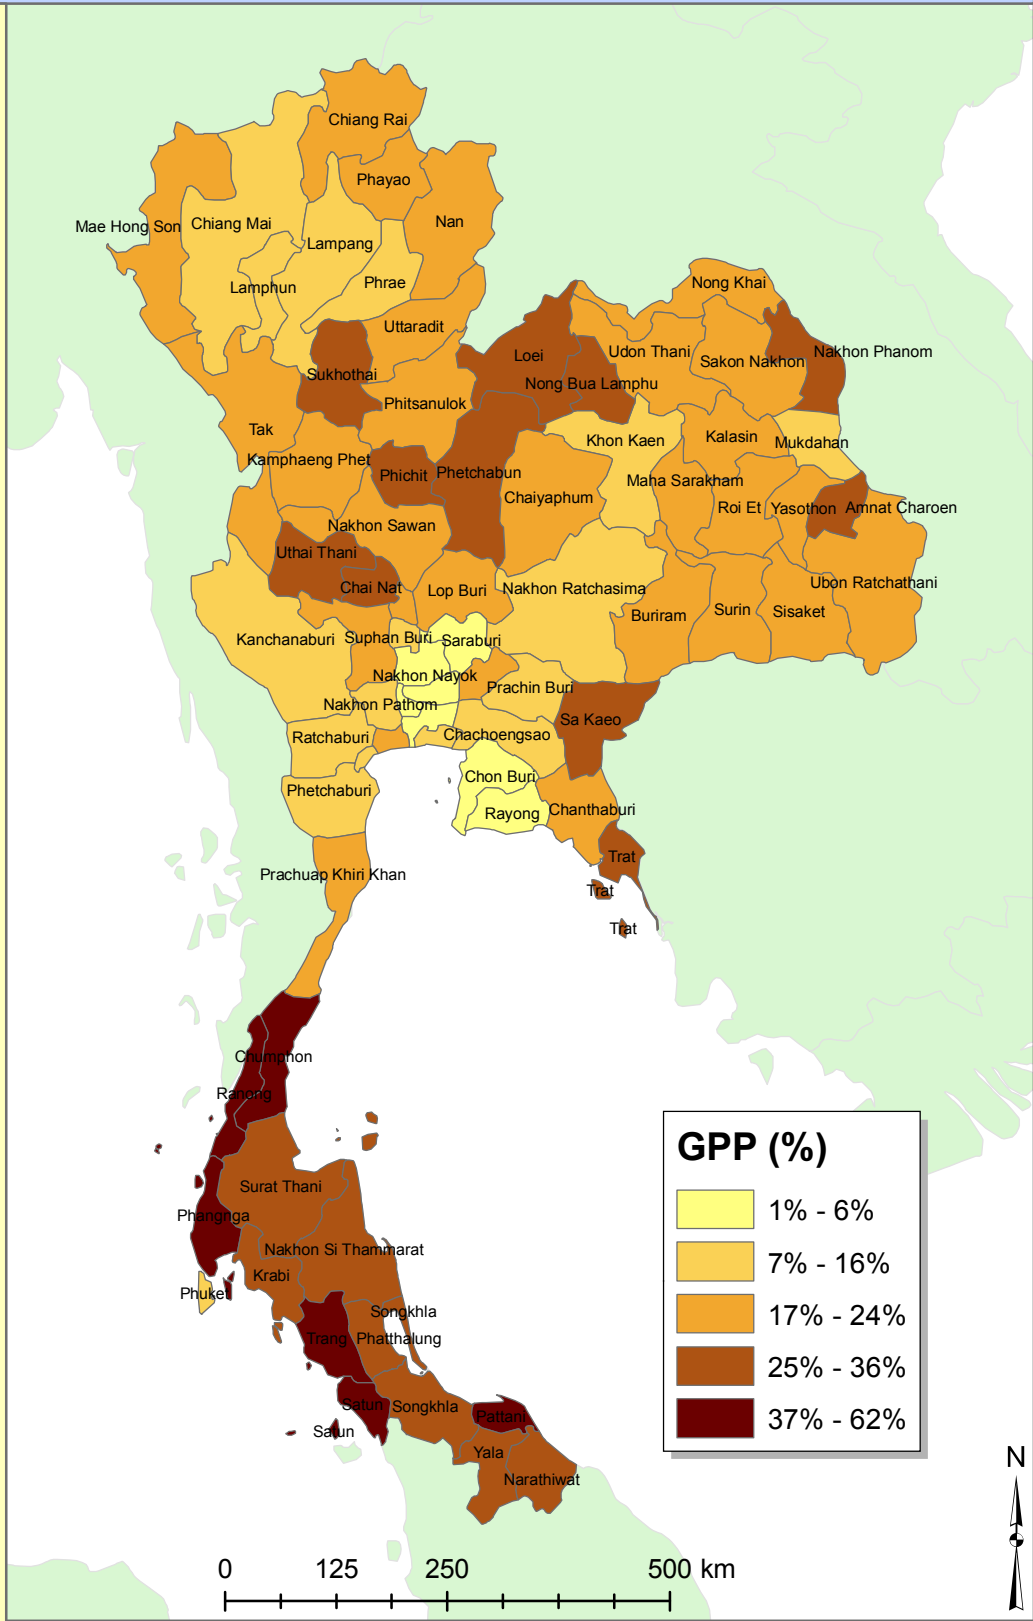 Chiang Rai
Phayao
Mae Hong Son
Chiang Mai
Nan
Lampang
Lamphun
Phrae
Nong Khai
Uttaradit
Loei
Udon Thani
Sakon Nakhon
Nakhon Phanom
Sukhothai
Nong Bua Lamphu
Phitsanulok
Tak
Khon Kaen
Kalasin
Mukdahan
Kamphaeng Phet
Phichit
Phetchabun
Chaiyaphum
Maha Sarakham
Roi Et
Yasothon
Amnat Charoen
Nakhon Sawan
Uthai Thani
Chai Nat
Lop Buri
Nakhon Ratchasima
Ubon Ratchathani
Buriram
Surin
Sisaket
Kanchanaburi
Suphan Buri
Saraburi
Nakhon Nayok
Prachin Buri
Nakhon Pathom
Sa Kaeo
Ratchaburi
Chachoengsao
Phetchaburi
Chon Buri
Rayong
Chanthaburi
Trat
Prachuap Khiri Khan
Trat
Trat
Chumphon
Ranong
Surat Thani
Phangnga
Nakhon Si Thammarat
Krabi
Phuket
Songkhla
Trang
Phatthalung
Satun
Songkhla
Pattani
Satun
Yala
Narathiwat
GPP (%)
1% - 6%
7% - 16%
17% - 24%
25% - 36%
37% - 62%
N
0 125 250 500 km